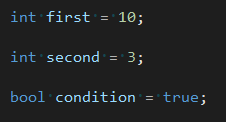 int first = 10;
int second = 3;
bool condition = true;